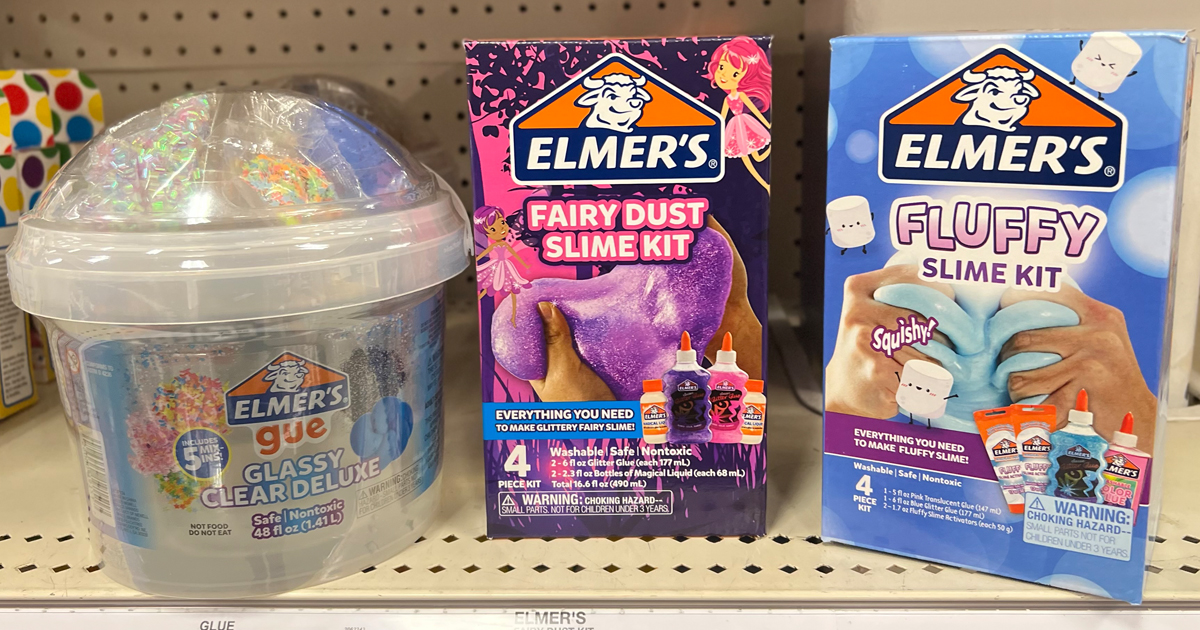 ELMER'S
gue
GLASSY
CLEAR DELUXE
INCLUDES
5 MIX-
INS!
NOT FOOD
DO NOT EAT
Safe | Nontoxic
48 fl oz (1.41 L)
WARNING:
CHOKING HAZARD
ELMER'S®
FAIRY DUST
SLIME KIT
EVERYTHING YOU NEED
TO MAKE GLITTERY FAIRY SLIME!
4
PIECE KIT
Washable | Safe | Nontoxic
2 - 6 fl oz Glitter Glue (each 177 mL)
2 - 2.3 fl oz Bottles of Magical Liquid (each 68 mL)
Total 16.6 fl oz (490 mL)
WARNING: CHOKING HAZARD--
SMALL PARTS. NOT FOR CHILDREN UNDER 3 YEARS.
ELMER'S®
FLUFFY
SLIME KIT
Squishy!
EVERYTHING YOU NEED
TO MAKE FLUFFY SLIME!
Washable | Safe | Nontoxic
4
PIECE
KIT
1 - 5 fl oz Pink Translucent Glue (147 mL)
1 - 6 fl oz Blue Glitter Glue (177 mL)
2 - 1.7 oz Fluffy Slime Activators (each 50 g)
ELMER'S
FLUFFY
ELMER'S
FLUFFY
ELMER'S
WARNING:
CHOKING HAZARD--
SMALL PARTS NOT FOR
CHILDREN UNDER 3 YEARS
GLUE
ELMER'S